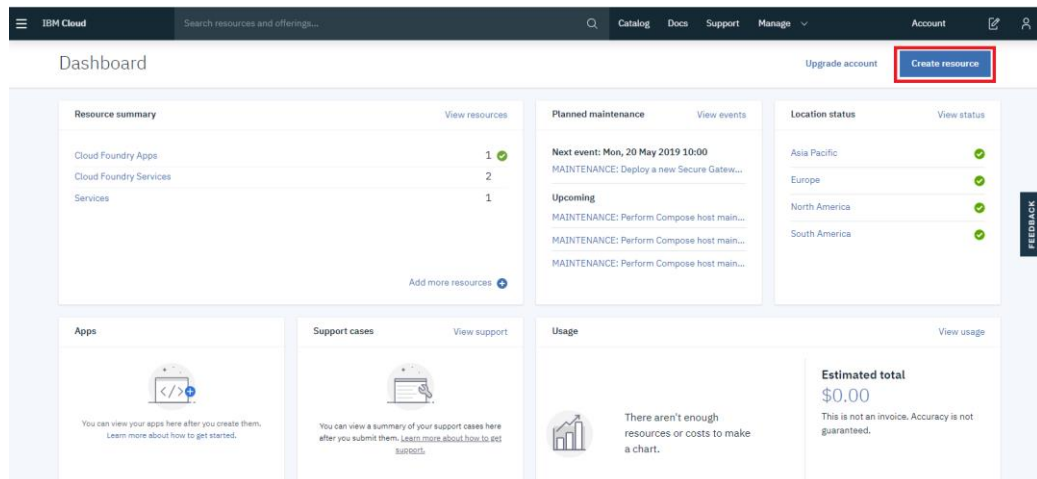 IBM Cloud
Search resources and offerings...
Catalog
Docs
Support
Manage
Account
Dashboard
Upgrade account
Create resource
Resource summary
View resources
Cloud Foundry Apps
1
Cloud Foundry Services
2
Services
1
Add more resources
Planned maintenance
View events
Next event: Mon, 20 May 2019 10:00
MAINTENANCE: Deploy a new Secure Gatew...
Upcoming
MAINTENANCE: Perform Compose host main...
MAINTENANCE: Perform Compose host main...
MAINTENANCE: Perform Compose host main...
Location status
View status
Asia Pacific
Europe
North America
South America
FEEDBACK
Apps
You can view your apps here after you create them.
Learn more about how to get started.
Support cases
View support
You can view a summary of your support cases here
after you submit them. Learn more about how to get
support.
Usage
View usage
There aren't enough
resources or costs to make
a chart.
Estimated total
$0.00
This is not an invoice. Accuracy is not
guaranteed.